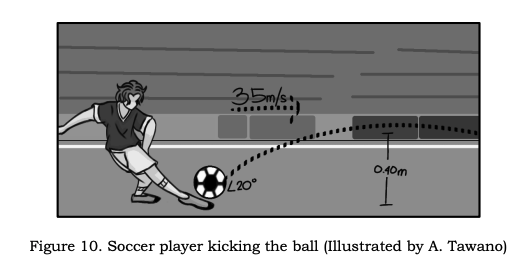 35m/s
∠20°
0.40m
Figure 10. Soccer player kicking the ball (Illustrated by A. Tawano)